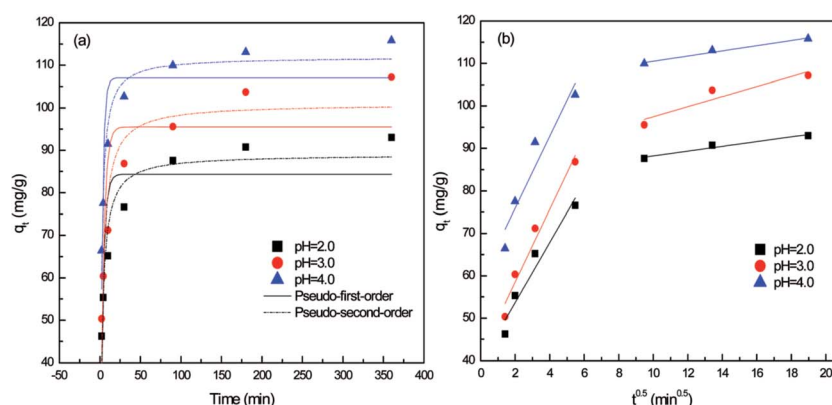 (a)
120
110
100
90
80
70
60
50
40
q_t (mg/g)
-50 0 50 100 150 200 250 300 350 400
Time (min)
pH=2.0
pH=3.0
pH=4.0
Pseudo-first-order
Pseudo-second-order
(b)
120
110
100
90
80
70
60
50
40
q_t (mg/g)
0 2 4 6 8 10 12 14 16 18 20
t^0.5 (min^0.5)
pH=2.0
pH=3.0
pH=4.0